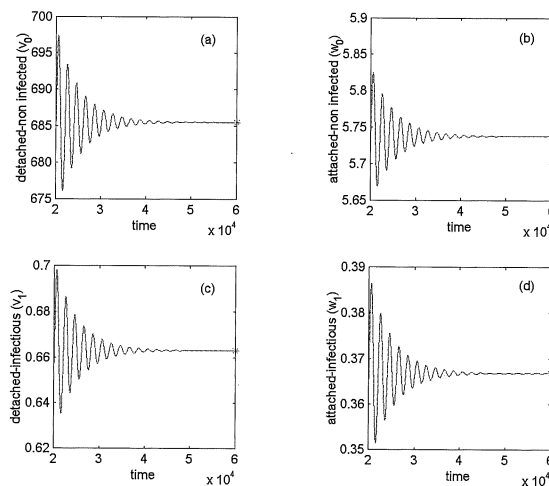 (a)
detached-non infected (v0)
700
695
690
685
680
675
2 3 4 5 6
time
x 10^4
(b)
attached-non infected (w0)
5.9
5.85
5.8
5.75
5.7
5.65
2 3 4 5 6
time
x 10^4
(c)
detached-infectious (v1)
0.7
0.68
0.66
0.64
0.62
2 3 4 5 6
time
x 10^4
(d)
attached-infectious (w1)
0.39
0.38
0.37
0.36
0.35
2 3 4 5 6
time
x 10^4